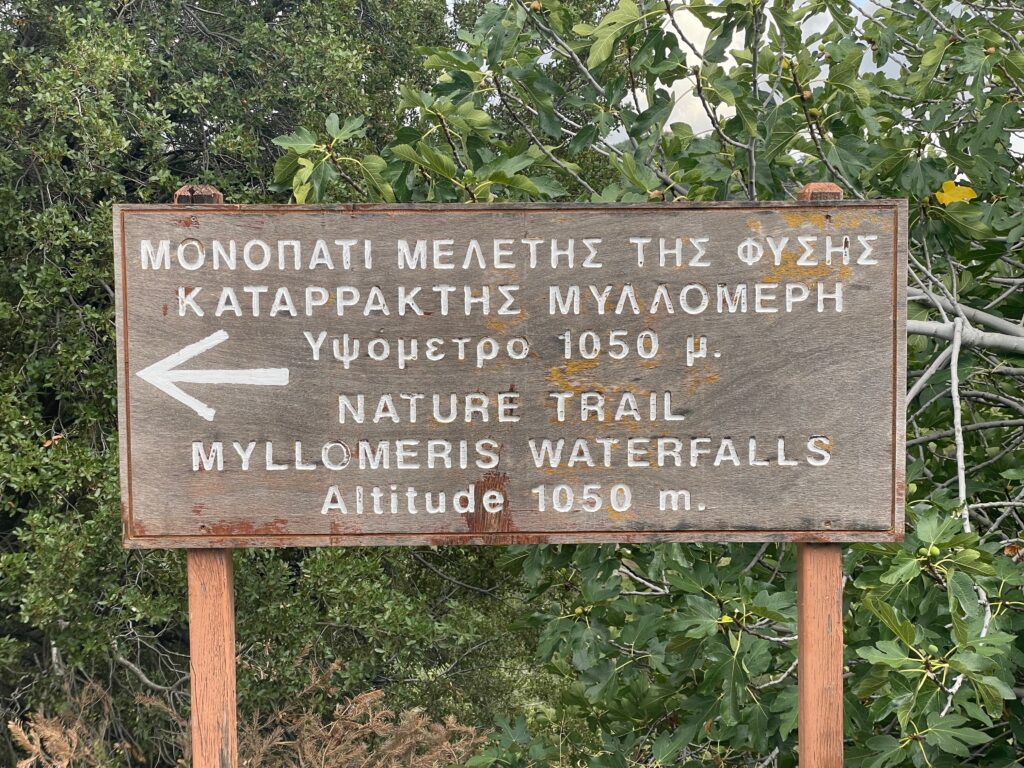 ΜΟΝΟΠΑΤΙ ΜΕΛΕΤΗΣ ΤΗΣ ΦΥΣΗΣ
ΚΑΤΑΡΡΑΚΤΗΣ ΜΥΛΛΟΜΕΡΗ
Υψομετρο 1050 μ.
NATURE TRAIL
MYLLOMERIS WATERFALLS
Altitude 1050 m.